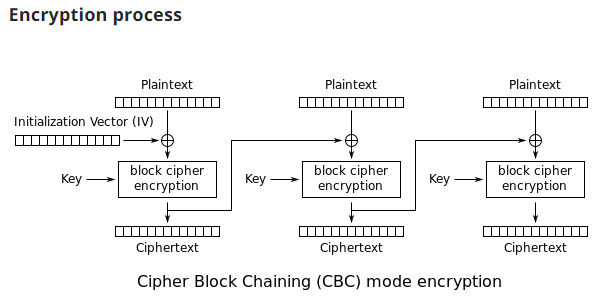 Encryption process
Plaintext Plaintext Plaintext
Initialization Vector (IV)
Key block cipher encryption Key block cipher encryption Key block cipher encryption
Ciphertext Ciphertext Ciphertext
Cipher Block Chaining (CBC) mode encryption